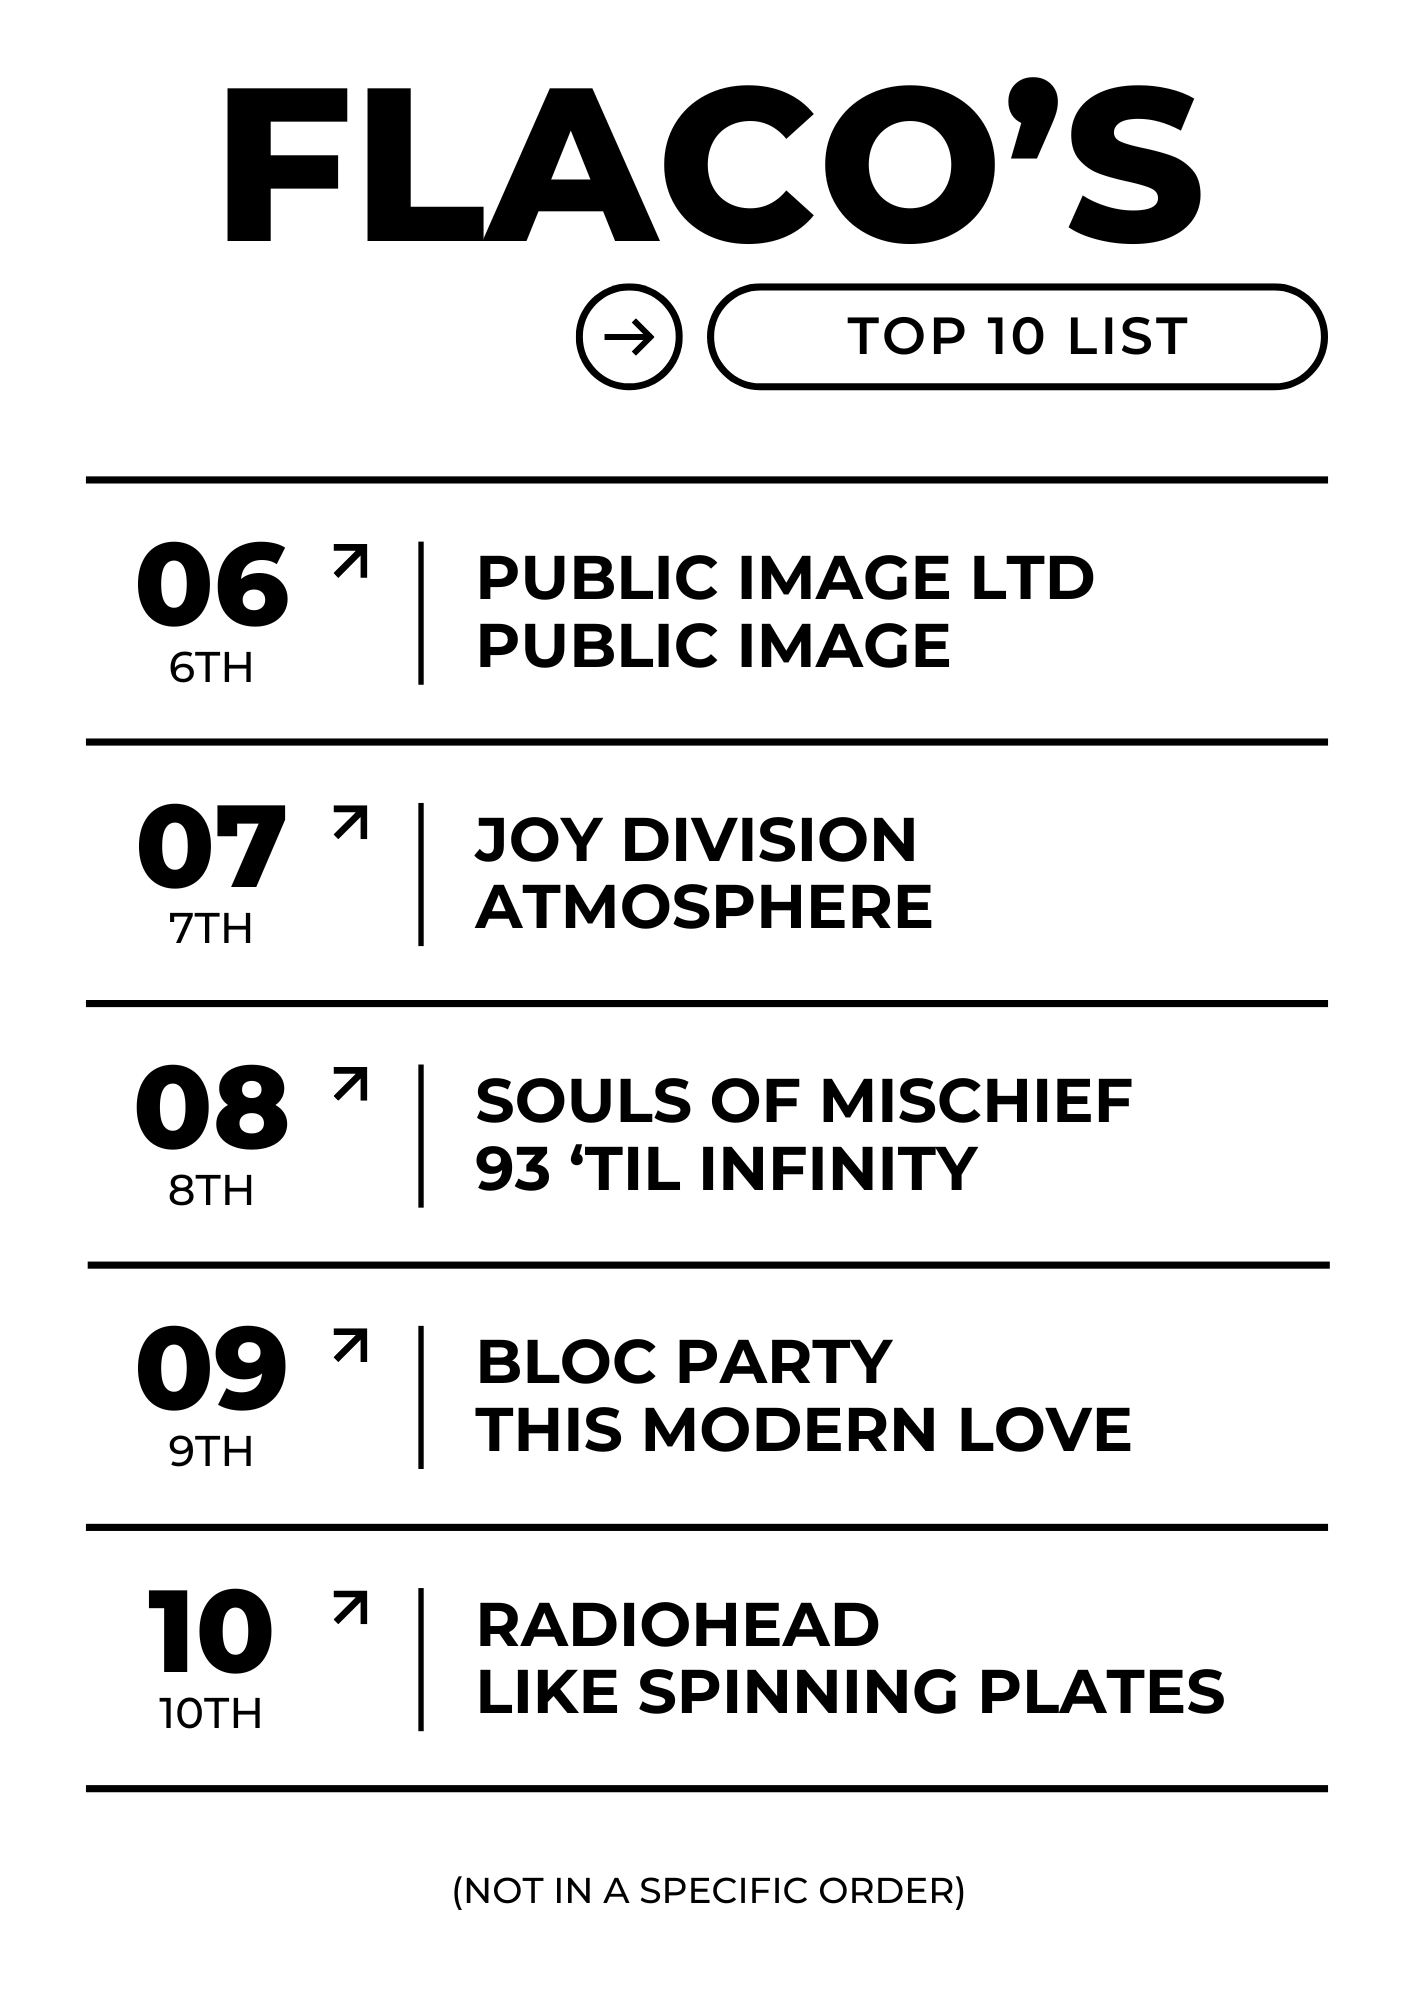 FLACO’S
TOP 10 LIST
06
6TH
PUBLIC IMAGE LTD
PUBLIC IMAGE
07
7TH
JOY DIVISION
ATMOSPHERE
08
8TH
SOULS OF MISCHIEF
93 ‘TIL INFINITY
09
9TH
BLOC PARTY
THIS MODERN LOVE
10
10TH
RADIOHEAD
LIKE SPINNING PLATES
(NOT IN A SPECIFIC ORDER)